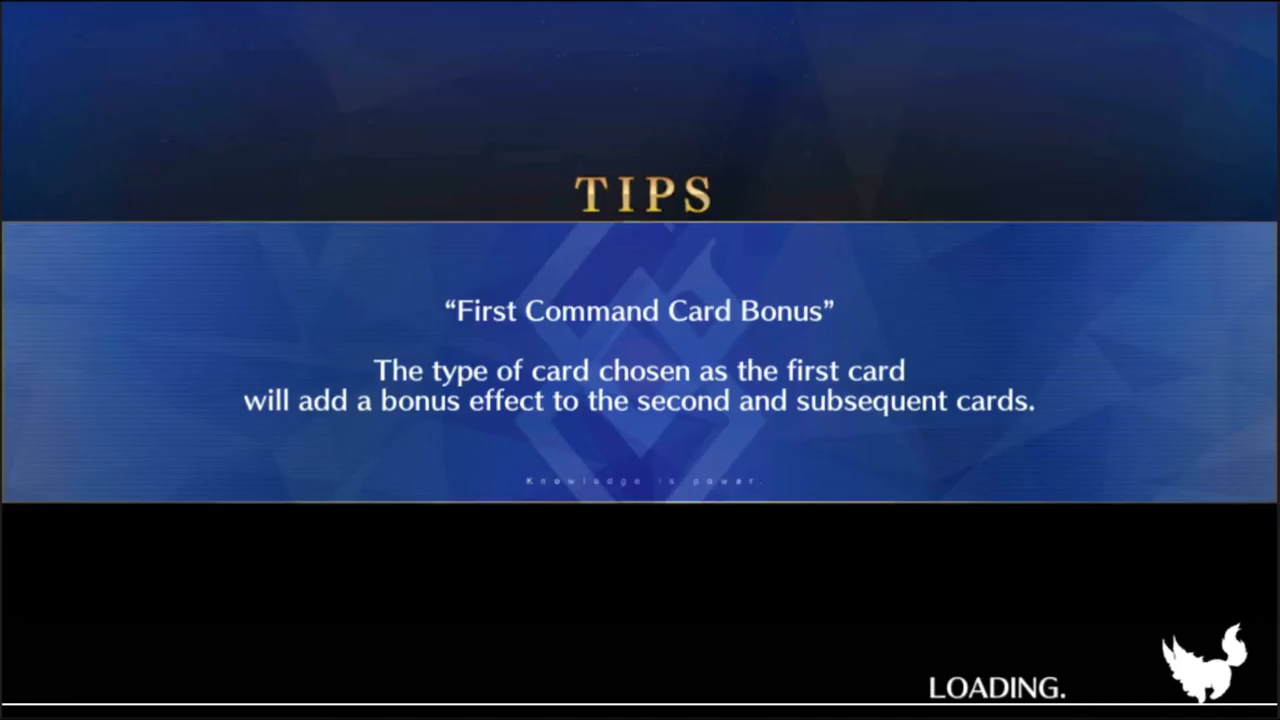 TIPS
“First Command Card Bonus”
The type of card chosen as the first card
will add a bonus effect to the second and subsequent cards.
Knowledge is power.
LOADING.